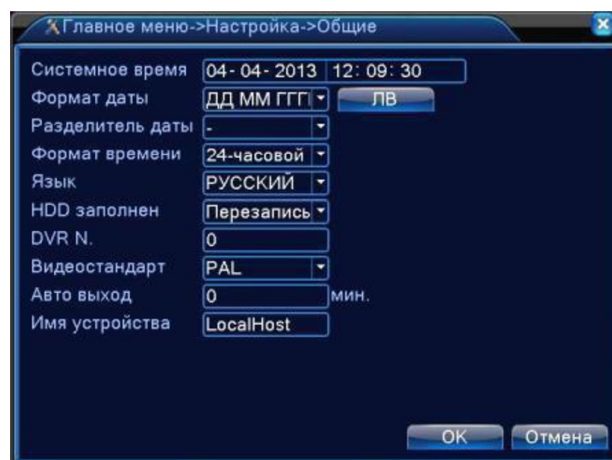 Главное меню->Настройка->Общие
Системное время 04-04-2013 12:09:30
Формат даты ДД ММ ГГГ ЛВ
Разделитель даты -
Формат времени 24-часовой
Язык РУССКИЙ
HDD заполнен Перезапись
DVR N. 0
Видеостандарт PAL
Авто выход 0 мин.
Имя устройства LocalHost
OK Отмена